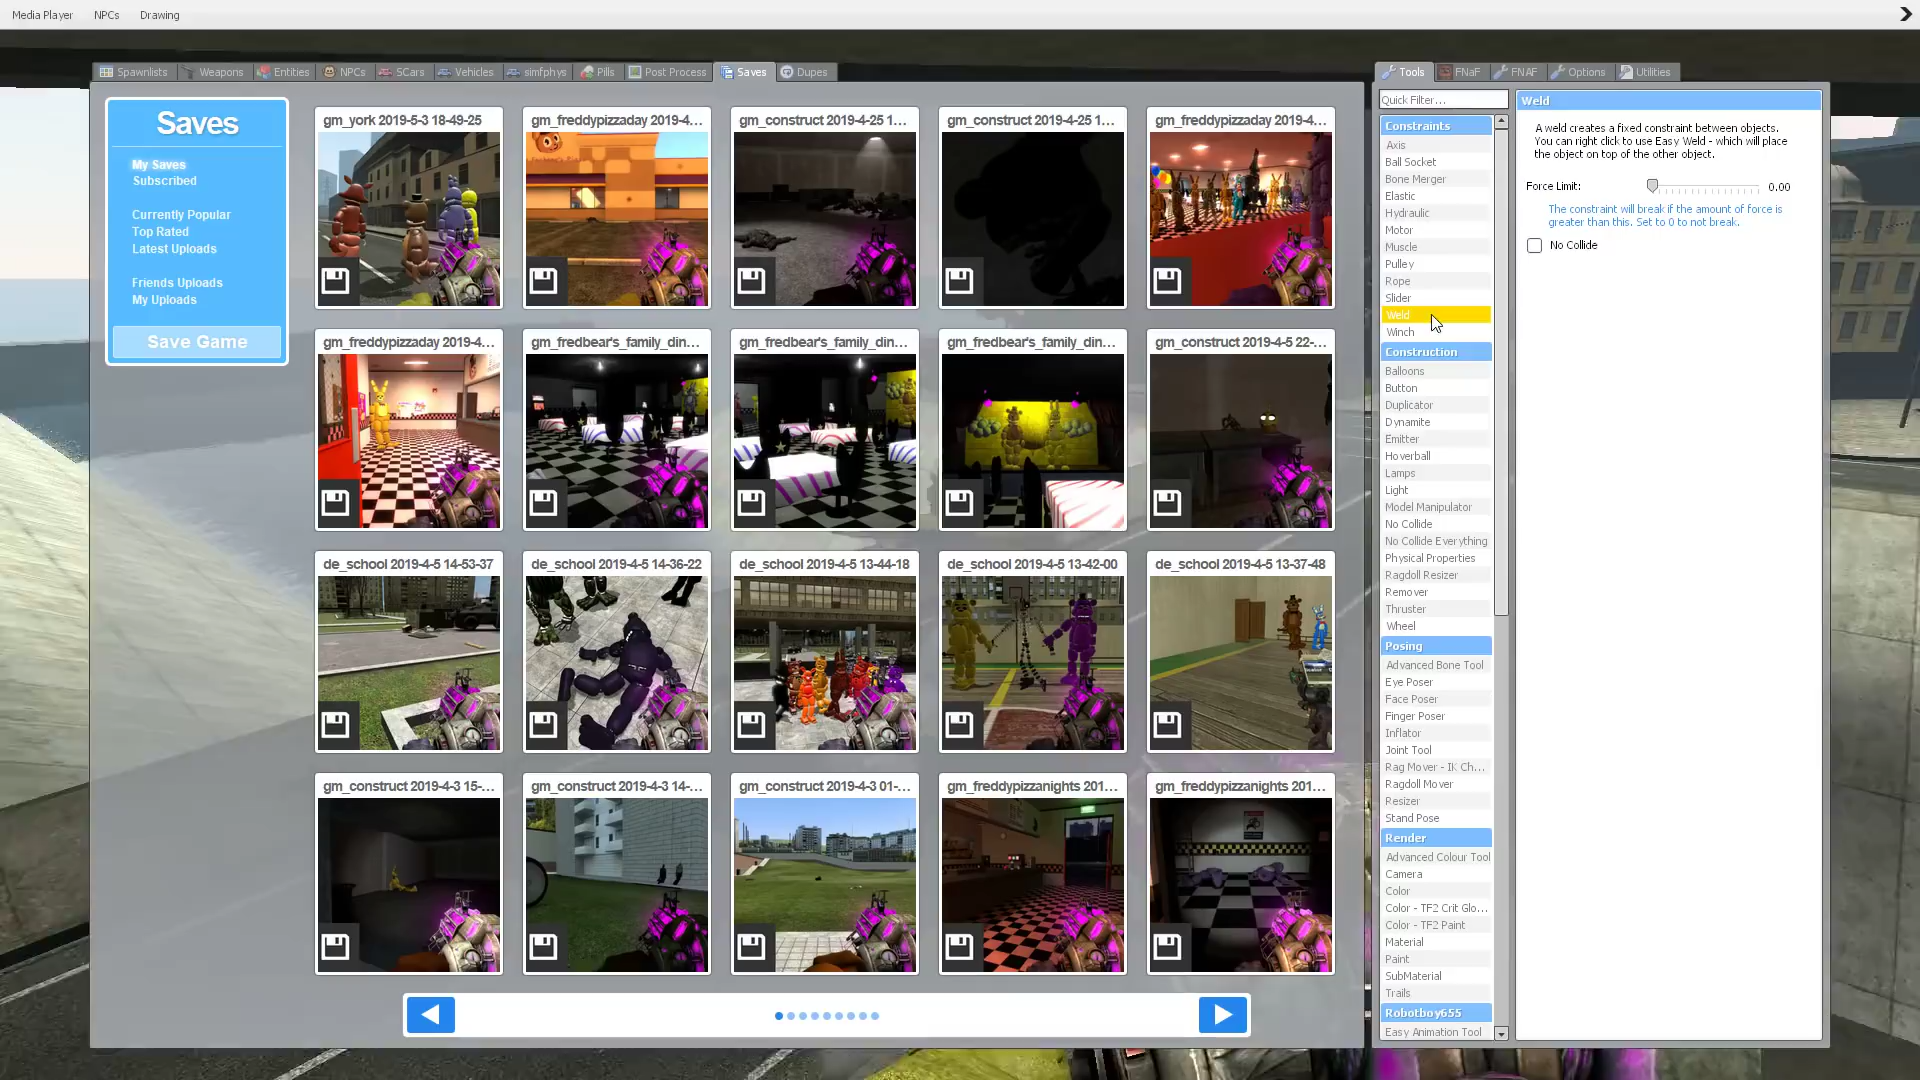 Media Player NPCs Drawing
Spawnlists Weapons Entities NPCs SCars Vehicles simfphys Pills Post Process Saves Dupes
Tools FNaF FNAF Options Utilities
Saves
My Saves
Subscribed
Currently Popular
Top Rated
Latest Uploads
Friends Uploads
My Uploads
Save Game
gm_york 2019-5-3 18-49-25
gm_freddypizzaday 2019-4...
gm_construct 2019-4-25 1...
gm_construct 2019-4-25 1...
gm_freddypizzaday 2019-4...
gm_freddypizzaday 2019-4...
gm_fredbear's_family_din...
gm_fredbear's_family_din...
gm_fredbear's_family_din...
gm_construct 2019-4-5 22-...
de_school 2019-4-5 14-53-37
de_school 2019-4-5 14-36-22
de_school 2019-4-5 13-44-18
de_school 2019-4-5 13-42-00
de_school 2019-4-5 13-37-48
gm_construct 2019-4-3 15-...
gm_construct 2019-4-3 14-...
gm_construct 2019-4-3 01-...
gm_freddypizzanights 201...
gm_freddypizzanights 201...
Quick Filter...
Constraints
Axis
Ball Socket
Bone Merger
Elastic
Hydraulic
Motor
Muscle
Pulley
Rope
Slider
Weld
Winch
Construction
Balloons
Button
Duplicator
Dynamite
Emitter
Hoverball
Lamps
Light
Model Manipulator
No Collide
No Collide Everything
Physical Properties
Ragdoll Resizer
Remover
Thruster
Wheel
Posing
Advanced Bone Tool
Eye Poser
Face Poser
Finger Poser
Inflator
Joint Tool
Rag Mover - IK Ch...
Ragdoll Mover
Resizer
Stand Pose
Render
Advanced Colour Tool
Camera
Color
Color - TF2 Crit Glo...
Color - TF2 Paint
Material
Paint
SubMaterial
Trails
Robotboy655
Easy Animation Tool
Weld
A weld creates a fixed constraint between objects.
You can right click to use Easy Weld - which will place
the object on top of the other object.
Force Limit: 0.00
The constraint will break if the amount of force is
greater than this. Set to 0 to not break.
No Collide